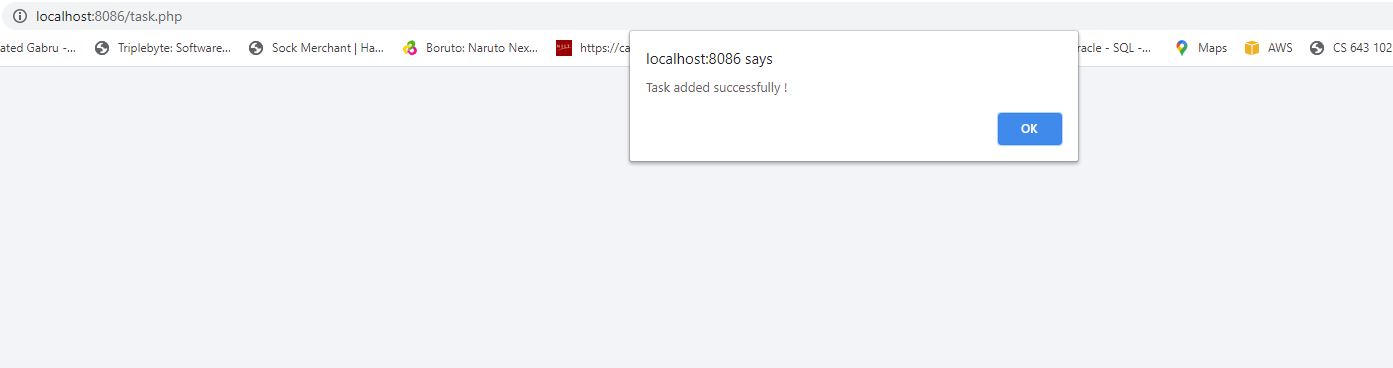 localhost:8086/task.php
ated Gabru -...
Triplebyte: Software...
Sock Merchant | Ha...
Boruto: Naruto Nex...
https://ca
racle - SQL -...
Maps
AWS
CS 643 102
localhost:8086 says
Task added successfully !
OK